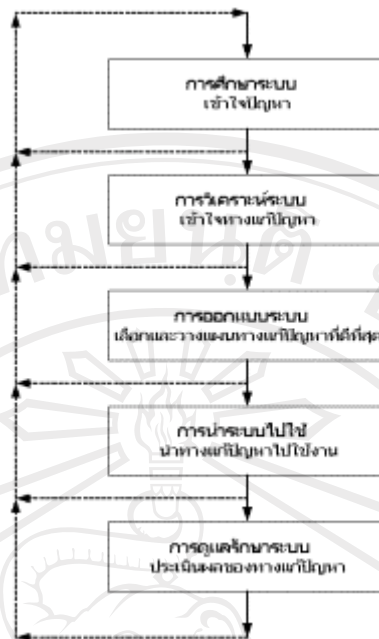 การศึกษาระบบ
เข้าใจปัญหา
การวิเคราะห์ระบบ
เข้าใจทางแก้ปัญหา
การออกแบบระบบ
เลือกและวางแผนทางแก้ปัญหาที่ดีที่สุด
การนำระบบไปใช้
นำทางแก้ปัญหาไปใช้งาน
การดูแลรักษาระบบ
ประเมินผลของทางแก้ปัญหา